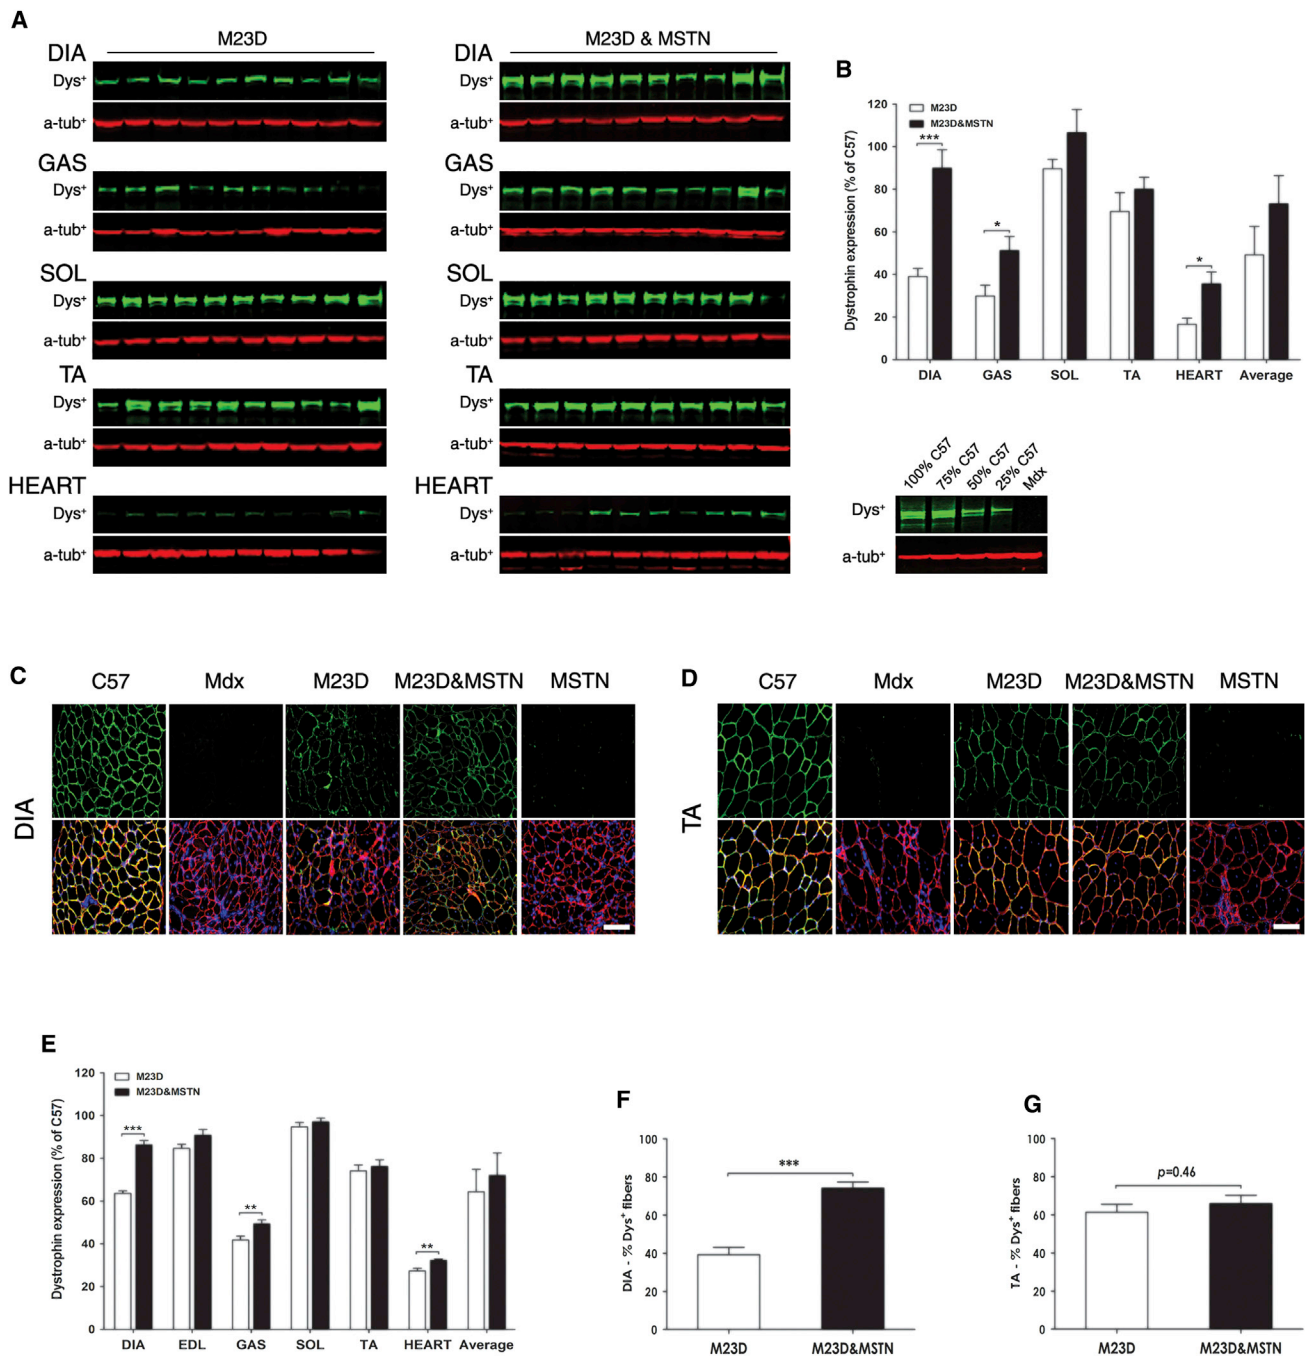 A
M23D
M23D & MSTN
DIA
Dys+
a-tub+
GAS
Dys+
a-tub+
SOL
Dys+
a-tub+
TA
Dys+
a-tub+
HEART
Dys+
a-tub+
DIA
Dys+
a-tub+
GAS
Dys+
a-tub+
SOL
Dys+
a-tub+
TA
Dys+
a-tub+
HEART
Dys+
a-tub+
B
Dystrophin expression (% of C57)
120
100
80
60
40
20
0
M23D
M23D&MSTN
***
*
*
DIA GAS SOL TA HEART Average
100% C57
75% C57
50% C57
25% C57
Mdx
Dys+
a-tub+
C
C57 Mdx M23D M23D&MSTN MSTN
DIA
D
C57 Mdx M23D M23D&MSTN MSTN
TA
E
Dystrophin expression (% of C57)
120
100
80
60
40
20
0
M23D
M23D&MSTN
***
**
**
DIA EDL GAS SOL TA HEART Average
F
DIA - % Dys+ fibers
100
80
60
40
20
0
***
M23D M23D&MSTN
G
TA - % Dys+ fibers
100
80
60
40
20
0
p=0.46
M23D M23D&MSTN